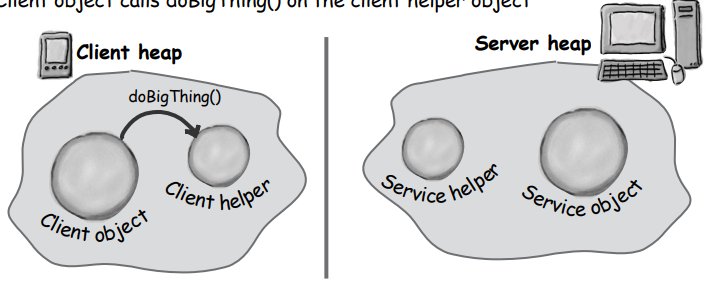 Client object calls doBigThing() on the client helper object
Client heap
Server heap
doBigThing()
Client object
Client helper
Service helper
Service object